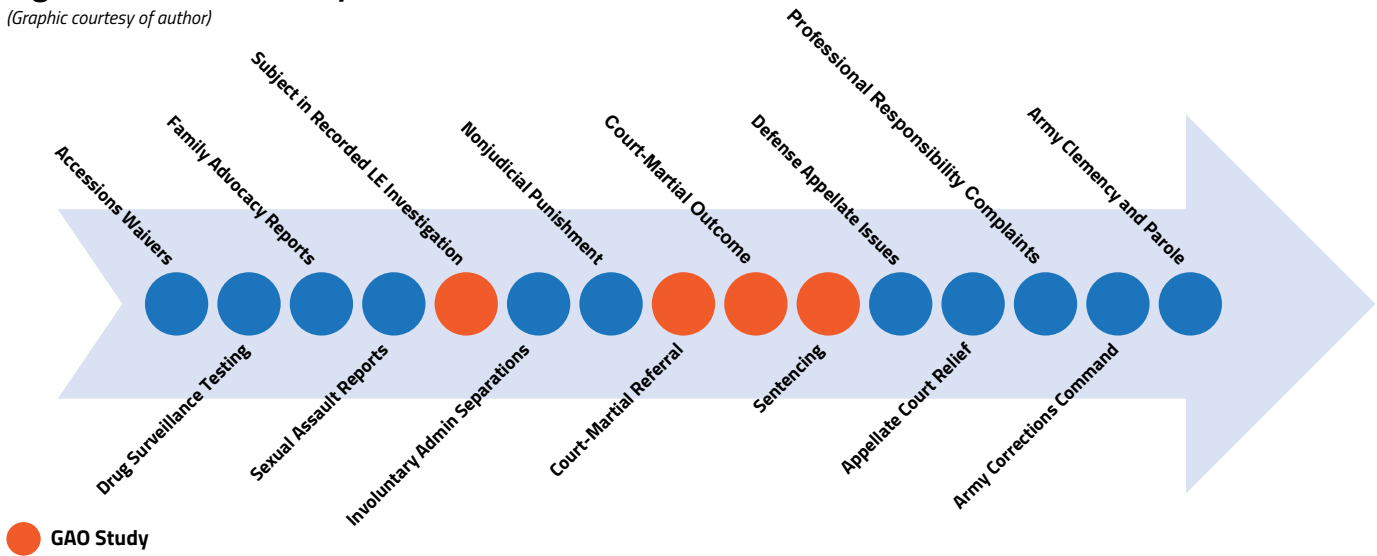 (Graphic courtesy of author)
Accessions Waivers
Drug Surveillance Testing
Family Advocacy Reports
Sexual Assault Reports
Subject in Recorded LE Investigation
Involuntary Admin Separations
Nonjudicial Punishment
Court-Martial Referral
Court-Martial Outcome
Sentencing
Defense Appellate Issues
Appellate Court Relief
Professional Responsibility Complaints
Army Corrections Command
Army Clemency and Parole
GAO Study